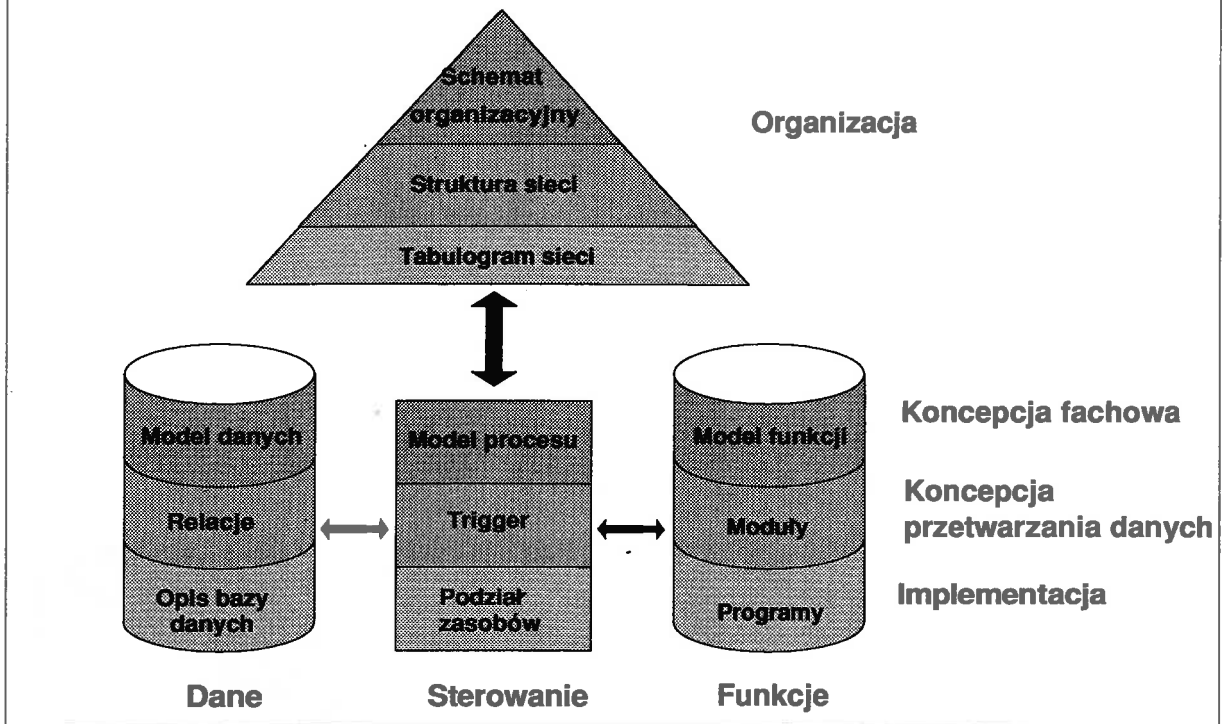 Schemat
organizacyjny
Organizacja
Struktura sieci
Tabulogram sieci
Model danych
Model procesu
Model funkcji
Koncepcja fachowa
Relacje
Trigger
Moduły
Koncepcja
przetwarzania danych
Opis bazy
danych
Podział
zasobów
Programy
Implementacja
Dane
Sterowanie
Funkcje